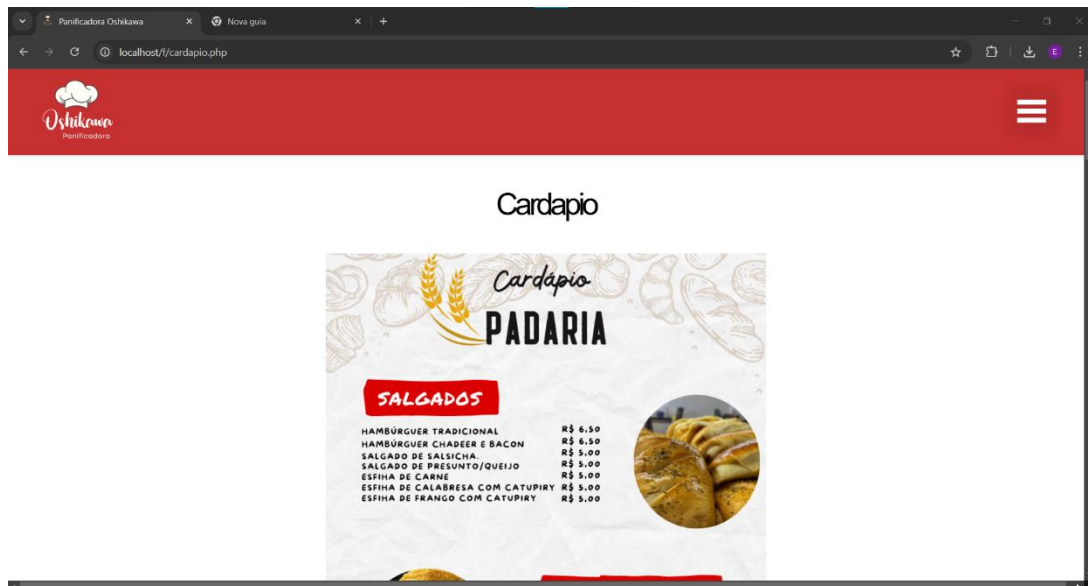 Panificadora Oshikawa
Nova guia
localhost/f/cardapio.php
E
Oshikawa
Panificadora
Cardapio
Cardápio
PADARIA
SALGADOS
HAMBÚRGUER TRADICIONAL R$ 6,50
HAMBÚRGUER CHADEER E BACON R$ 6,50
SALGADO DE SALSICHA. R$ 5,00
SALGADO DE PRESUNTO/QUEIJO R$ 5,00
ESFIHA DE CARNE R$ 5,00
ESFIHA DE CALABRESA COM CATUPIRY R$ 5,00
ESFIHA DE FRANGO COM CATUPIRY R$ 5,00